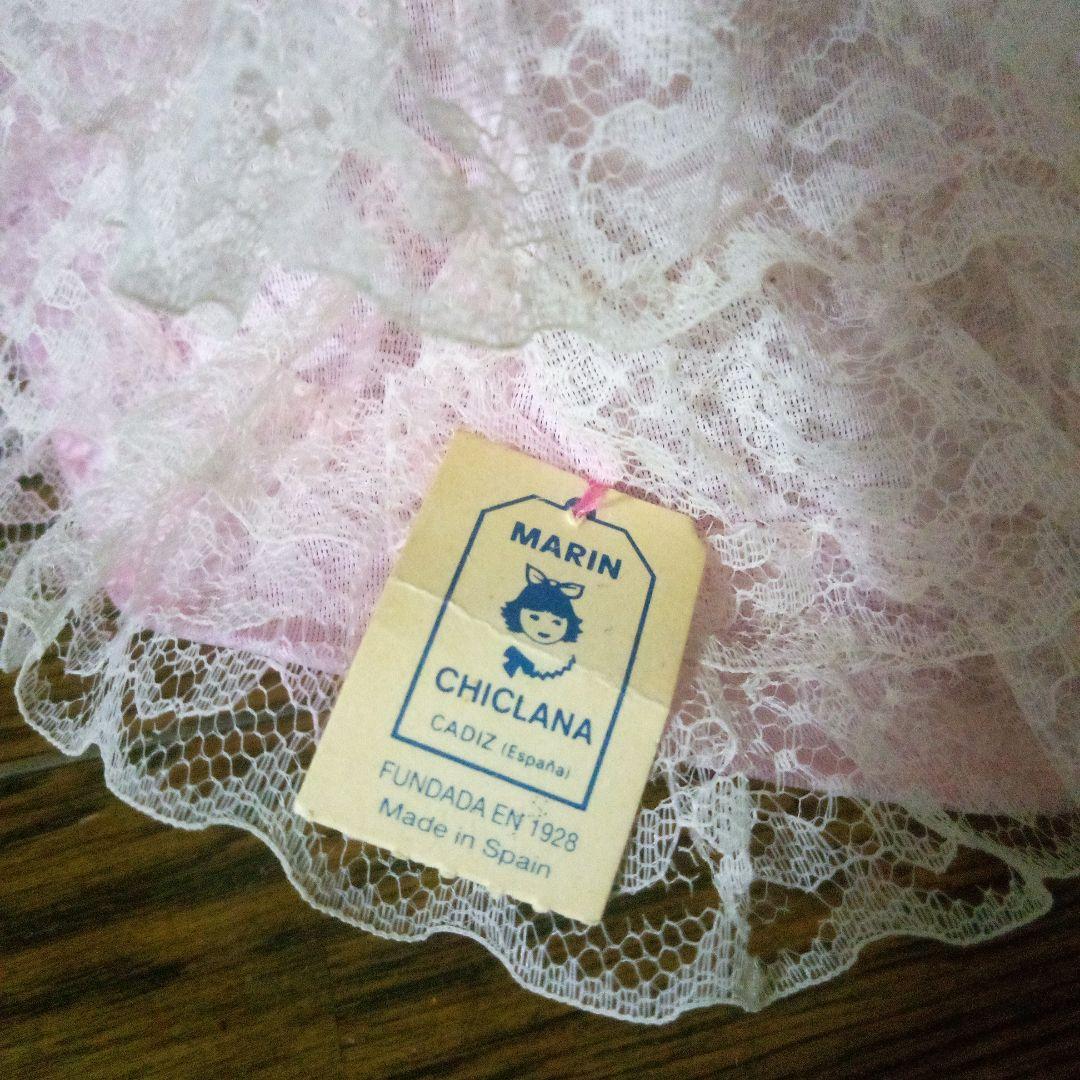 MARIN
CHICLANA
CADIZ (España)
FUNDADA EN 1928
Made in Spain